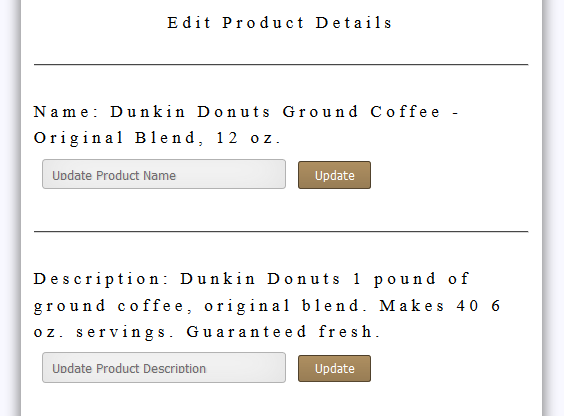 Edit Product Details
Name: Dunkin Donuts Ground Coffee -
Original Blend, 12 oz.
Update Product Name
Update
Description: Dunkin Donuts 1 pound of
ground coffee, original blend. Makes 40 6
oz. servings. Guaranteed fresh.
Update Product Description
Update